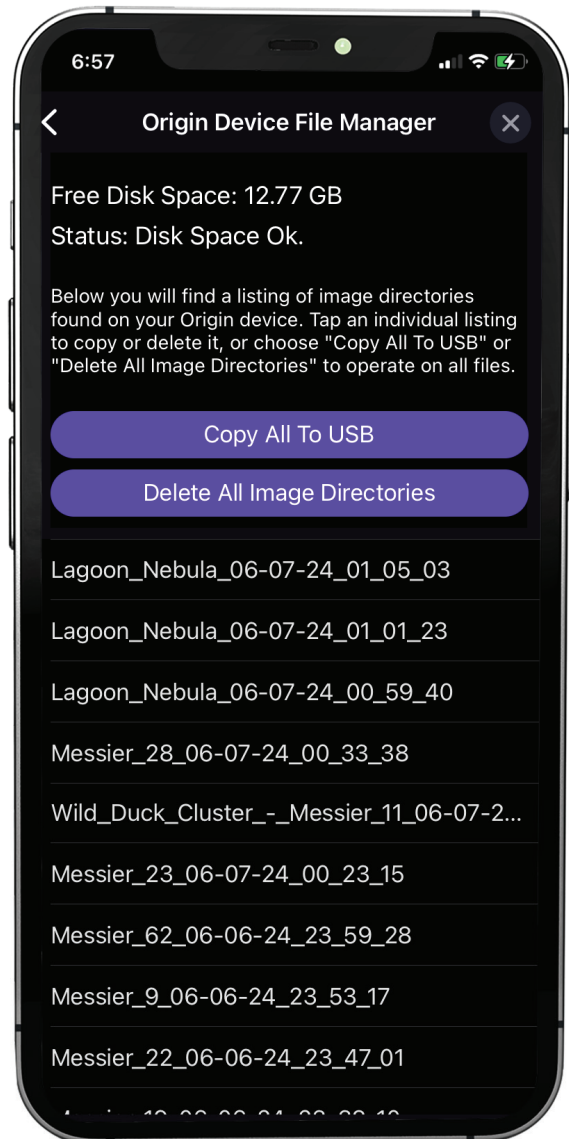 6:57
Origin Device File Manager
Free Disk Space: 12.77 GB
Status: Disk Space Ok.
Below you will find a listing of image directories
found on your Origin device. Tap an individual listing
to copy or delete it, or choose "Copy All To USB" or
"Delete All Image Directories" to operate on all files.
Copy All To USB
Delete All Image Directories
Lagoon_Nebula_06-07-24_01_05_03
Lagoon_Nebula_06-07-24_01_01_23
Lagoon_Nebula_06-07-24_00_59_40
Messier_28_06-07-24_00_33_38
Wild_Duck_Cluster_-_Messier_11_06-07-2...
Messier_23_06-07-24_00_23_15
Messier_62_06-06-24_23_59_28
Messier_9_06-06-24_23_53_17
Messier_22_06-06-24_23_47_01